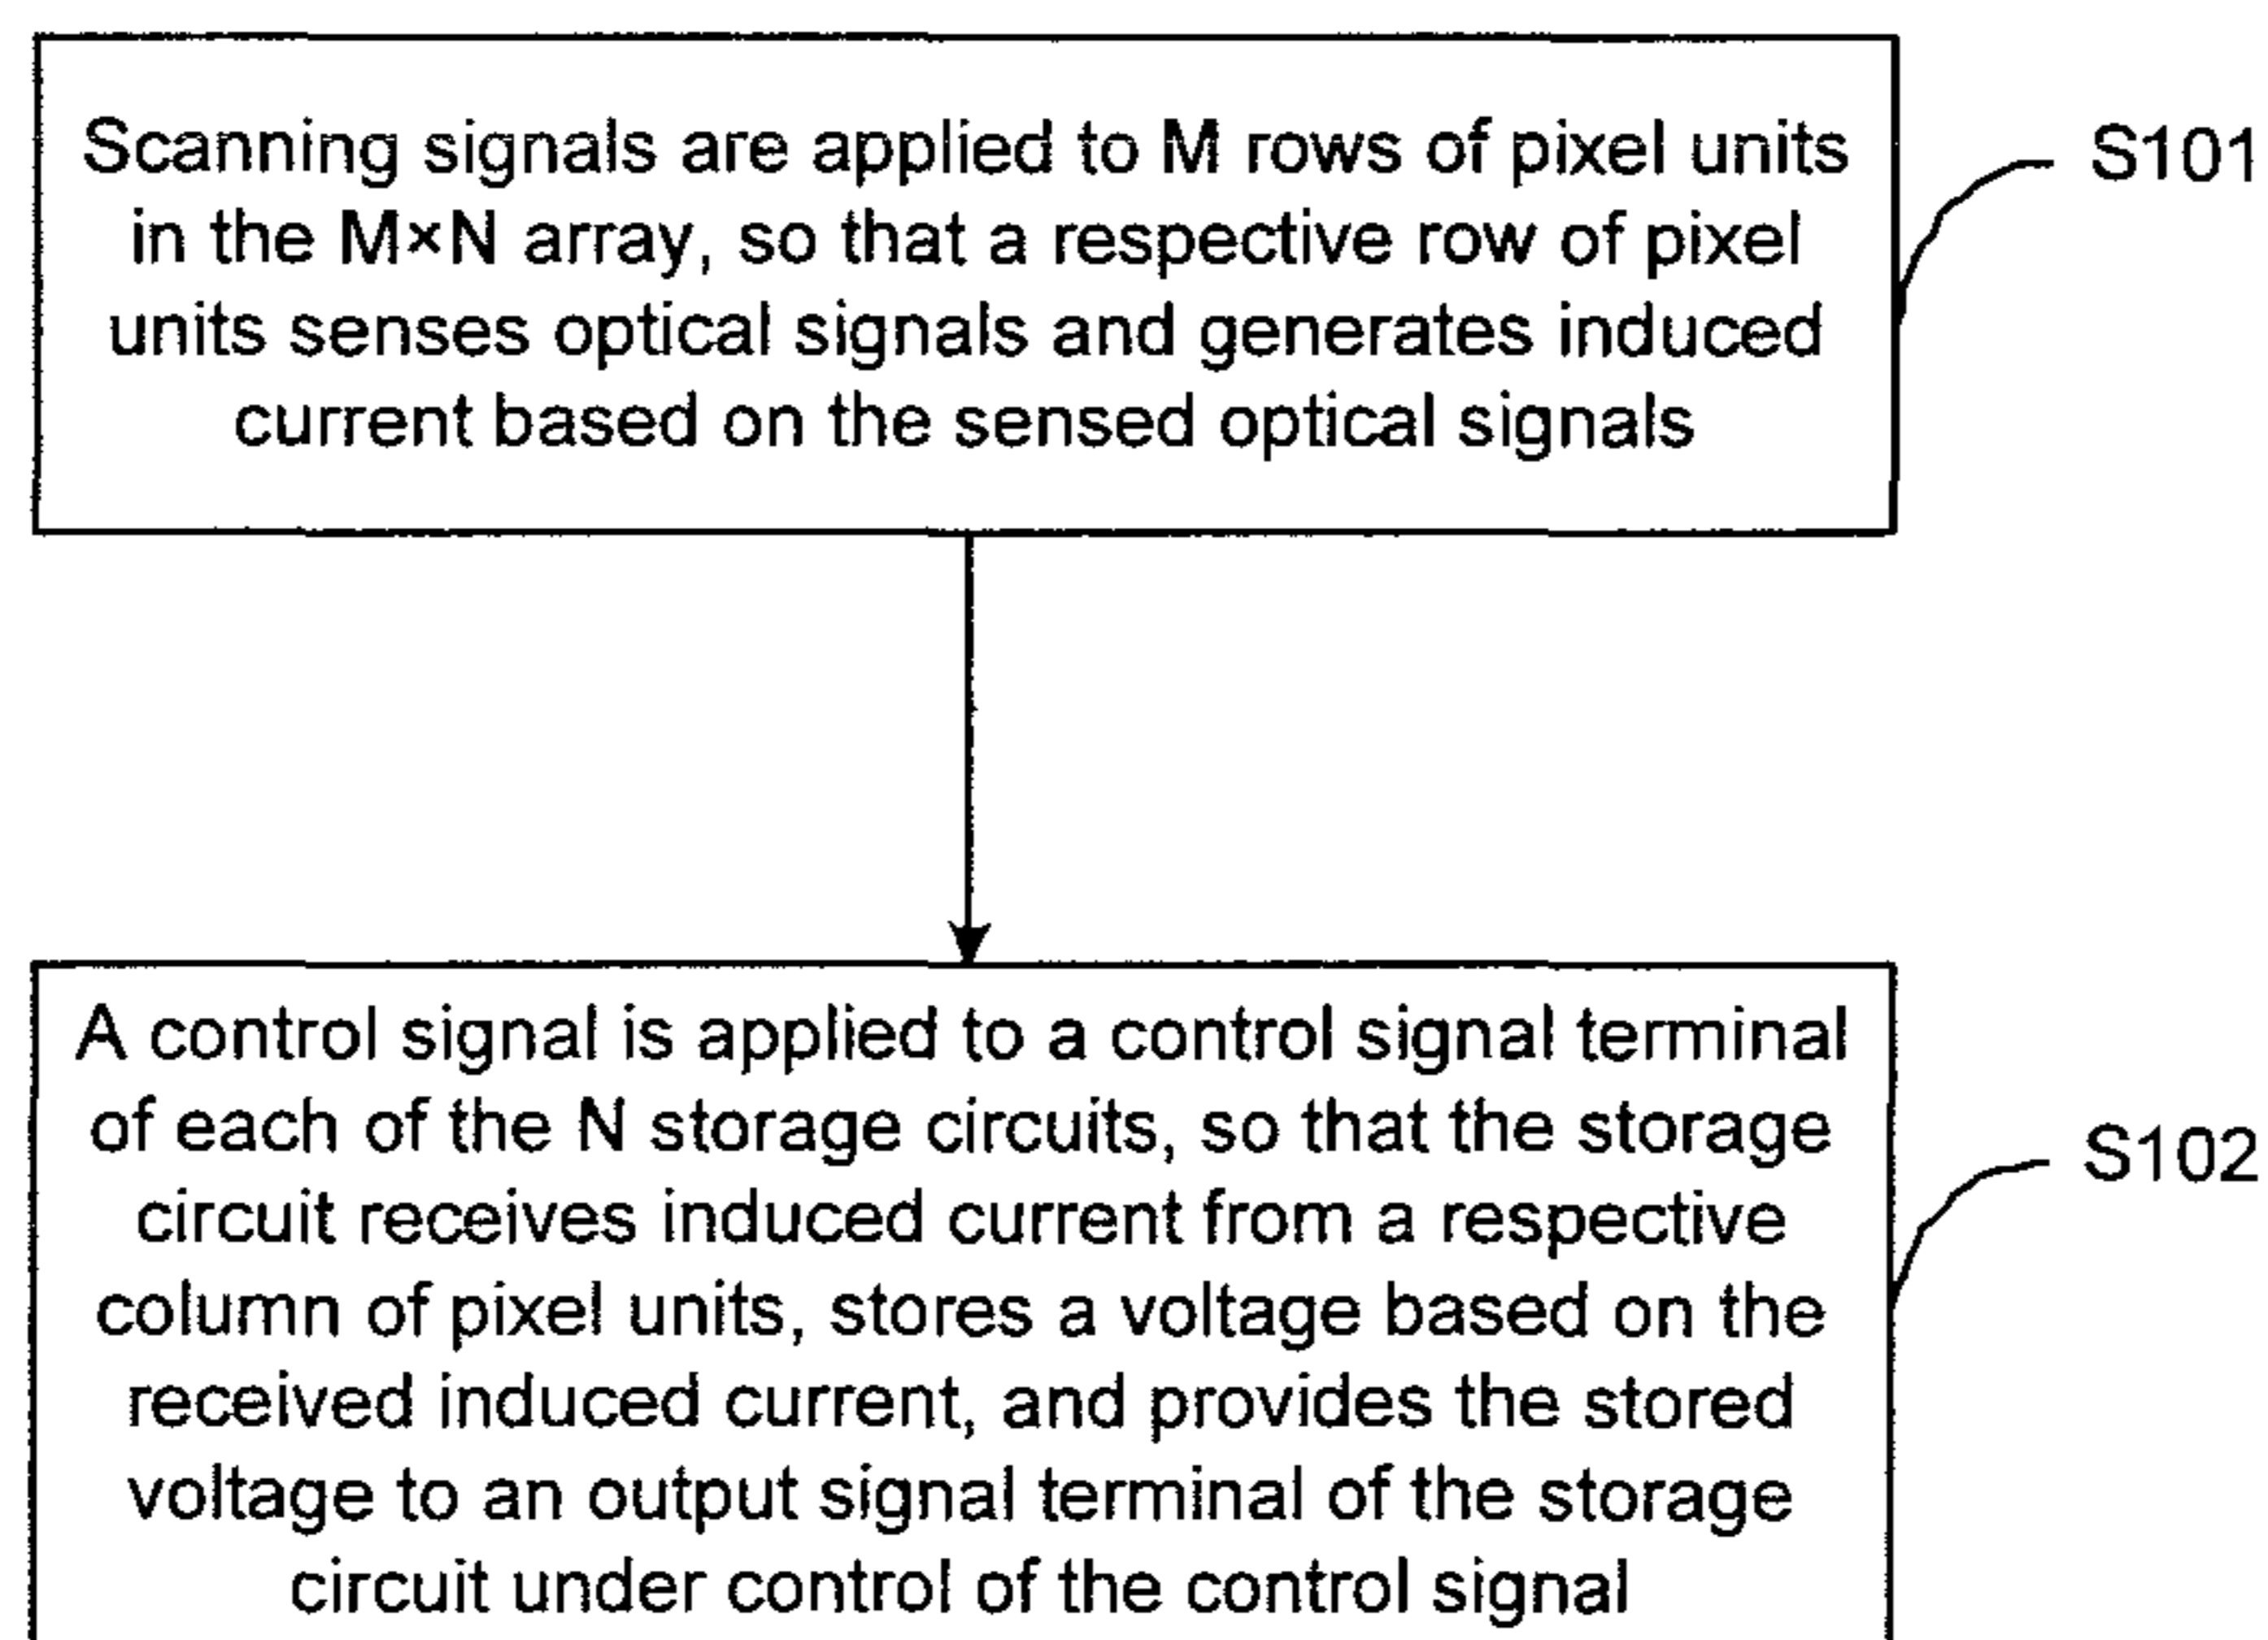 Scanning signals are applied to M rows of pixel units
in the M×N array, so that a respective row of pixel
units senses optical signals and generates induced
current based on the sensed optical signals
S101
A control signal is applied to a control signal terminal
of each of the N storage circuits, so that the storage
circuit receives induced current from a respective
column of pixel units, stores a voltage based on the
received induced current, and provides the stored
voltage to an output signal terminal of the storage
circuit under control of the control signal
S102